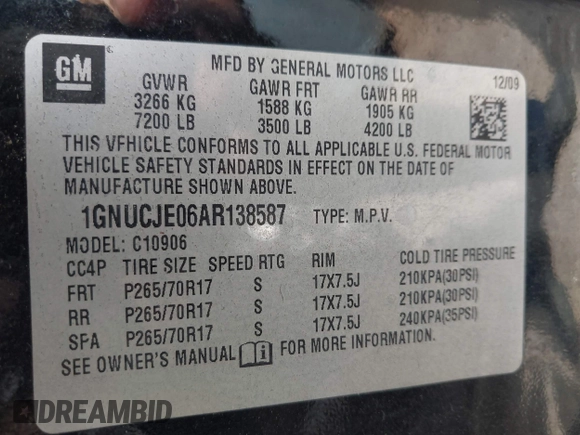 GM
MFD BY GENERAL MOTORS LLC
12/09
GVWR GAWR FRT GAWR RR
3266 KG 1588 KG 1905 KG
7200 LB 3500 LB 4200 LB
THIS VEHICLE CONFORMS TO ALL APPLICABLE U.S. FEDERAL MOTOR
VEHICLE SAFETY STANDARDS IN EFFECT ON THE DATE OF
MANUFACTURE SHOWN ABOVE.
1GNUCJE06AR138587 TYPE: M.P.V.
MODEL: C10906
CC4P TIRE SIZE SPEED RTG RIM COLD TIRE PRESSURE
FRT P265/70R17 S 17X7.5J 210KPA(30PSI)
RR P265/70R17 S 17X7.5J 210KPA(30PSI)
SPA P265/70R17 S 17X7.5J 240KPA(35PSI)
SEE OWNER'S MANUAL FOR MORE INFORMATION.
DREAMBID